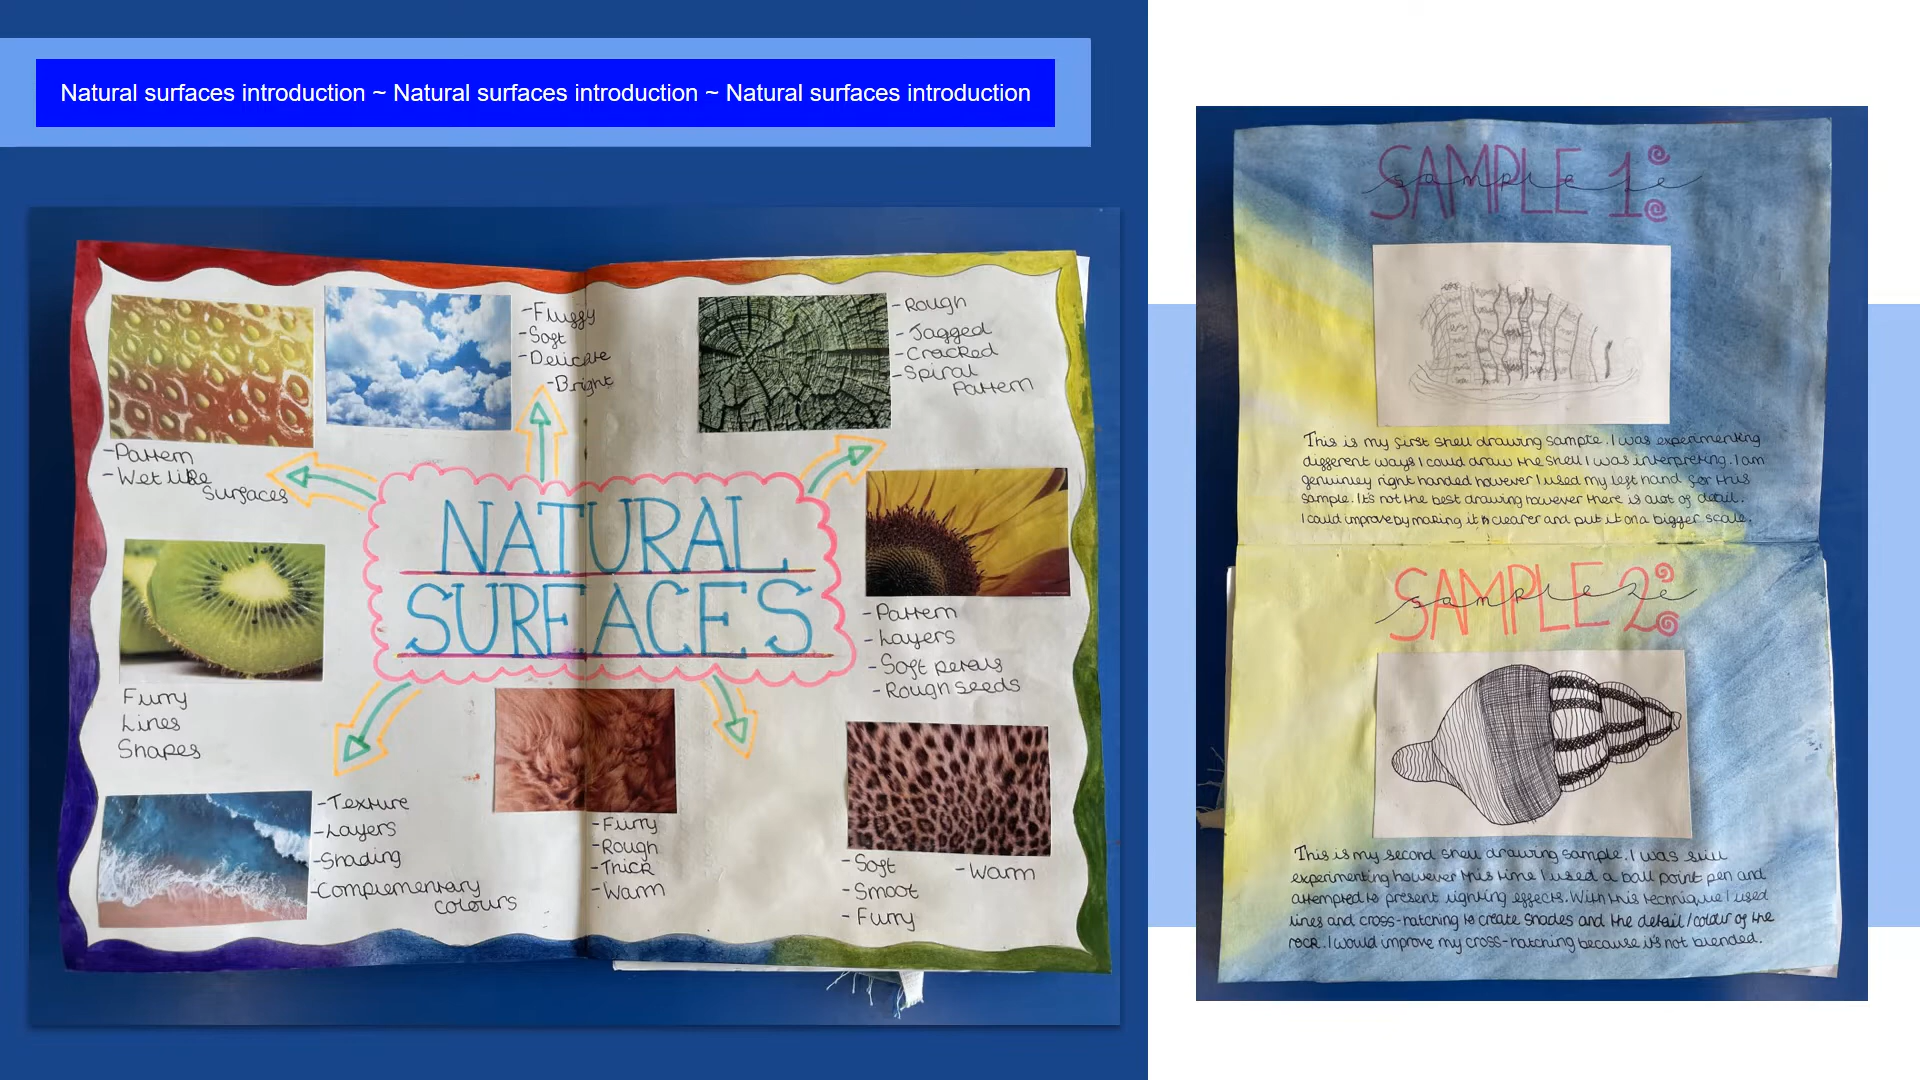 Natural surfaces introduction ~ Natural surfaces introduction ~ Natural surfaces introduction
-Pattern
-Wet like
Surfaces
-Fluffy
-Soft
-Delicate
-Bright
-Rough
-Jagged
-Cracked
-Spiral
Pattern
NATURAL
SURFACES
Furry
Lines
Shapes
-Pattern
-Layers
-Soft petals
-Rough seeds
-Texture
-Layers
-Shading
-Complementary
colours
-Furry
-Rough
-Thick
-Warm
-Soft
-Warm
-Smoot
-Furry
SAMPLE 1
sample 1
This is my first shell drawing sample. I was experimenting
different ways I could draw the shell I was interpreting. I am
genuinley right handed however I used my left hand for this
sample. It's not the best drawing however there is alot of detail.
I could improve by making it clearer and put it on a bigger scale.
SAMPLE 2
sample 2
This is my second shell drawing sample. I was still
experimenting however this time I used a ball point pen and
attempted to present lighting effects. With this technique I used
lines and cross-hatching to create shades and the detail/colour of the
rock. I would improve my cross-hatching because it's not blended.